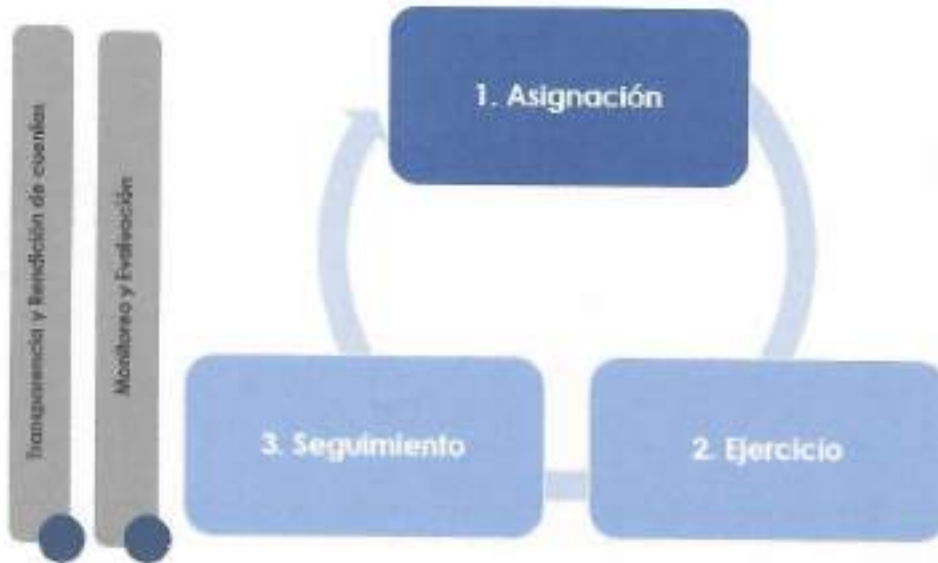 Transparencia y Rendición de cuentas
Monitoreo y Evaluación
1. Asignación
3. Seguimiento
2. Ejercicio